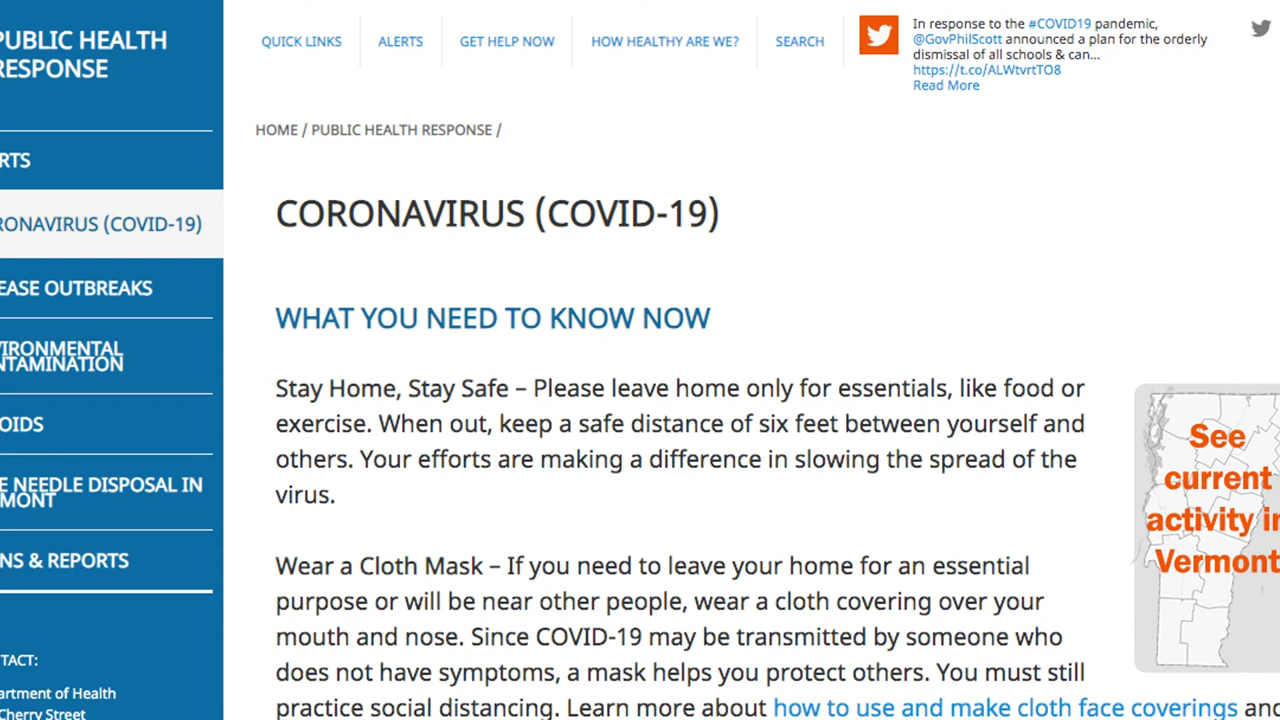 PUBLIC HEALTH
RESPONSE
RTS
RONAVIRUS (COVID-19)
EASE OUTBREAKS
VIRONMENTAL
NTAMINATION
OIDS
E NEEDLE DISPOSAL IN
MONT
NS & REPORTS
TACT:
artment of Health
Cherry Street
QUICK LINKS
ALERTS
GET HELP NOW
HOW HEALTHY ARE WE?
SEARCH
In response to the #COVID19 pandemic,
@GovPhilScott announced a plan for the orderly
dismissal of all schools & can...
https://t.co/ALWtvrtTO8
Read More
HOME / PUBLIC HEALTH RESPONSE /
CORONAVIRUS (COVID-19)
WHAT YOU NEED TO KNOW NOW
Stay Home, Stay Safe – Please leave home only for essentials, like food or
exercise. When out, keep a safe distance of six feet between yourself and
others. Your efforts are making a difference in slowing the spread of the
virus.
Wear a Cloth Mask – If you need to leave your home for an essential
purpose or will be near other people, wear a cloth covering over your
mouth and nose. Since COVID-19 may be transmitted by someone who
does not have symptoms, a mask helps you protect others. You must still
practice social distancing. Learn more about how to use and make cloth face coverings and
See
current
activity in
Vermont